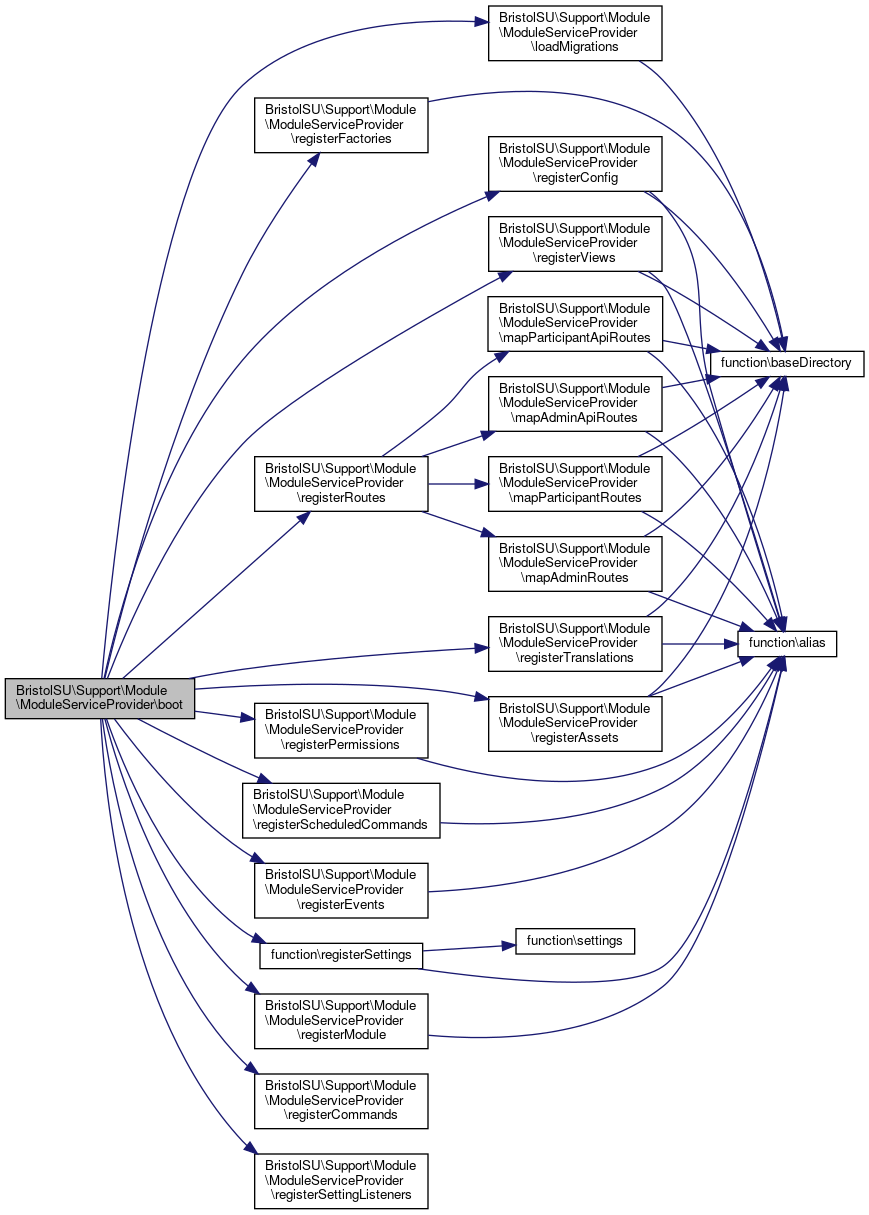 BristolSU\Support\Module
\ModuleServiceProvider
\loadMigrations
BristolSU\Support\Module
\ModuleServiceProvider
\registerFactories
BristolSU\Support\Module
\ModuleServiceProvider
\registerConfig
BristolSU\Support\Module
\ModuleServiceProvider
\registerViews
BristolSU\Support\Module
\ModuleServiceProvider
\mapParticipantApiRoutes
function\baseDirectory
BristolSU\Support\Module
\ModuleServiceProvider
\mapAdminApiRoutes
BristolSU\Support\Module
\ModuleServiceProvider
\registerRoutes
BristolSU\Support\Module
\ModuleServiceProvider
\mapParticipantRoutes
BristolSU\Support\Module
\ModuleServiceProvider
\mapAdminRoutes
BristolSU\Support\Module
\ModuleServiceProvider
\registerTranslations
function\alias
BristolSU\Support\Module
\ModuleServiceProvider\boot
BristolSU\Support\Module
\ModuleServiceProvider
\registerAssets
BristolSU\Support\Module
\ModuleServiceProvider
\registerPermissions
BristolSU\Support\Module
\ModuleServiceProvider
\registerScheduledCommands
BristolSU\Support\Module
\ModuleServiceProvider
\registerEvents
function\registerSettings
function\settings
BristolSU\Support\Module
\ModuleServiceProvider
\registerModule
BristolSU\Support\Module
\ModuleServiceProvider
\registerCommands
BristolSU\Support\Module
\ModuleServiceProvider
\registerSettingListeners